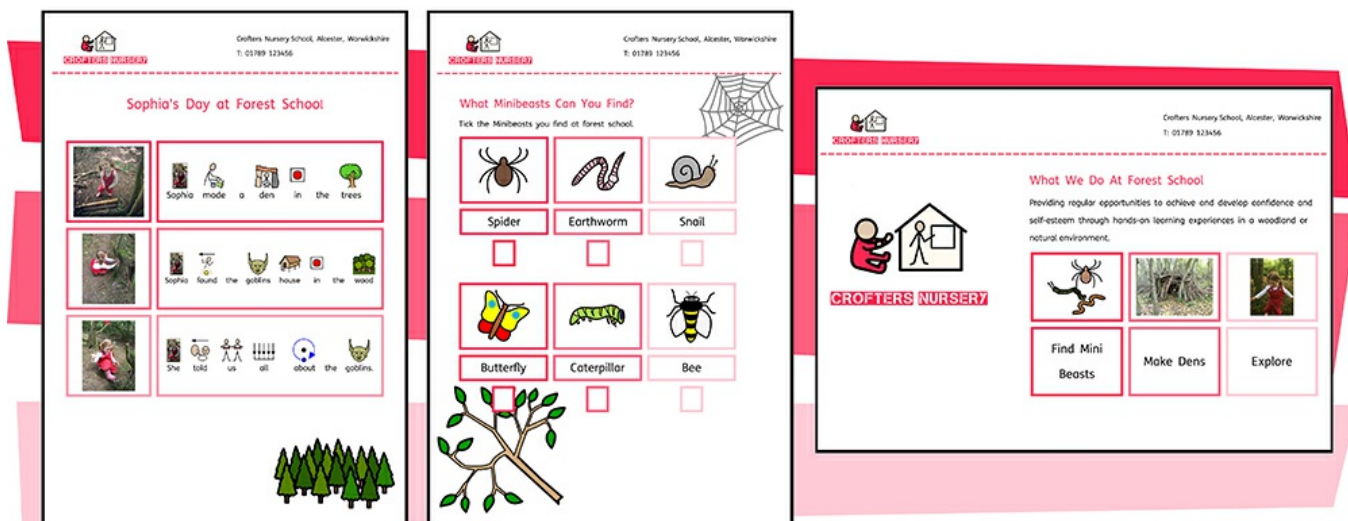 Crofters Nursery School, Alcester, Warwickshire
T: 01789 123456
CROFTERS NURSERY
Sophia's Day at Forest School
Sophia made a den in the trees
Sophia found the goblins house in the wood
She told us all about the goblins.
Crofters Nursery School, Alcester, Warwickshire
T: 01789 123456
CROFTERS NURSERY
What Minibeasts Can You Find?
Tick the Minibeasts you find at forest school.
Spider Earthworm Snail
Butterfly Caterpillar Bee
Crofters Nursery School, Alcester, Warwickshire
T: 01789 123456
CROFTERS NURSERY
CROFTERS NURSERY
What We Do At Forest School
Providing regular opportunities to achieve and develop confidence and
self-esteem through hands-on learning experiences in a woodland or
natural environment.
Find Mini
Beasts
Make Dens
Explore